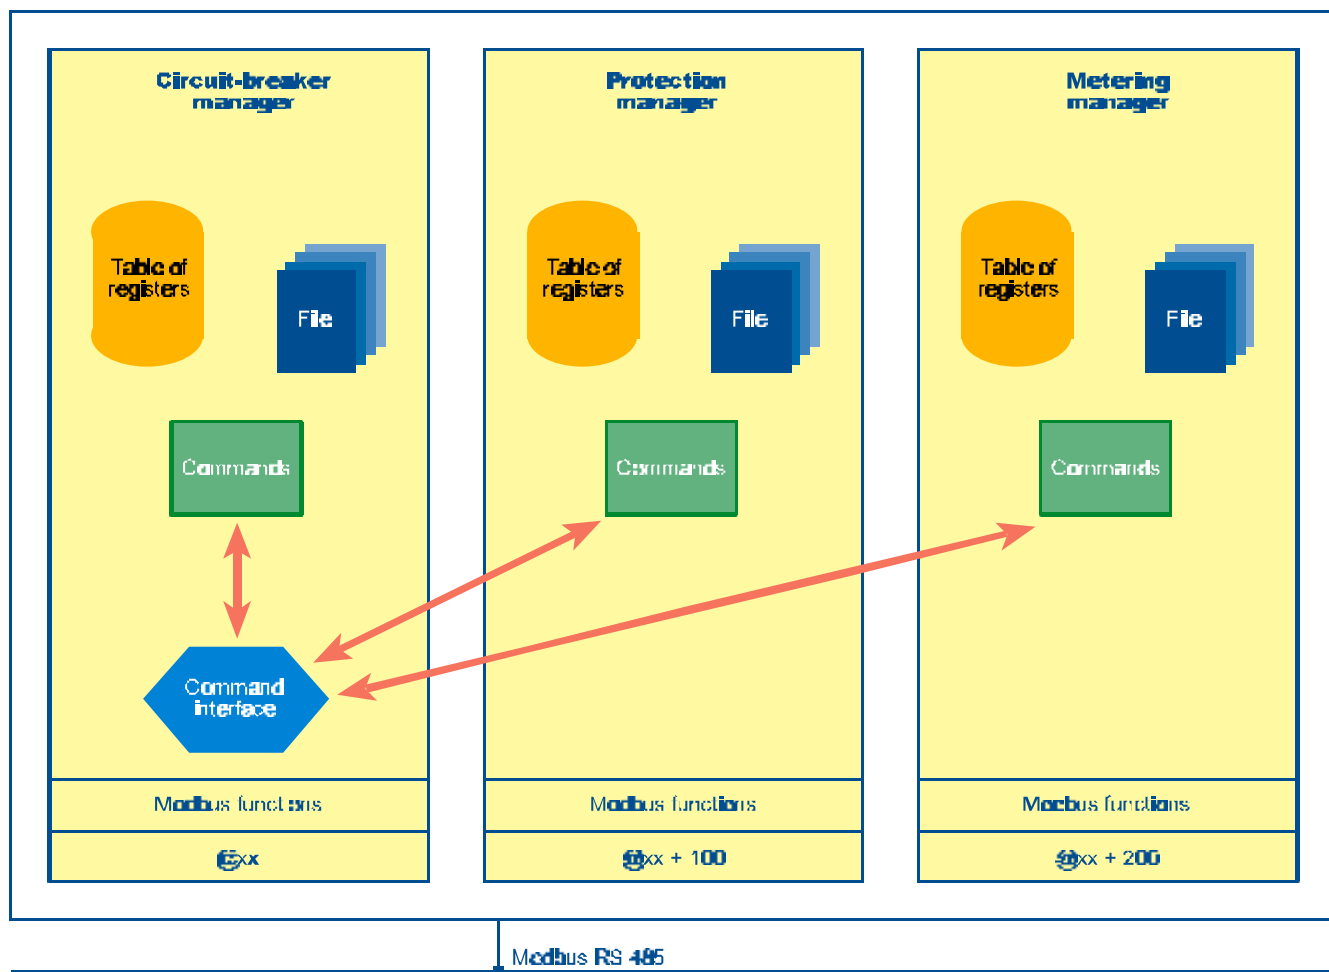 Circuit-breaker
manager
Table of
registers
File
Commands
Command
interface
Modbus functions
@xx
Protection
manager
Table of
registers
File
Commands
Modbus functions
@xx + 100
Metering
manager
Table of
registers
File
Commands
Modbus functions
@xx + 200
Modbus RS 485